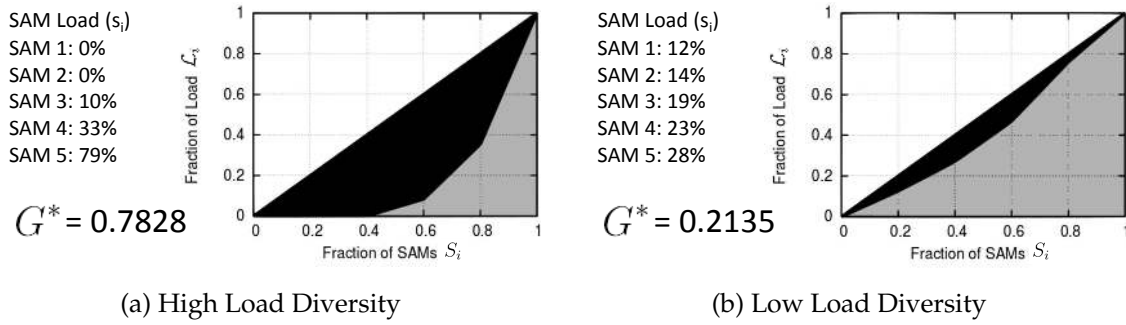 SAM Load (sᵢ)
SAM 1: 0%
SAM 2: 0%
SAM 3: 10%
SAM 4: 33%
SAM 5: 79%
G* = 0.7828
Fraction of Load ℒᵢ
1
0.8
0.6
0.4
0.2
0
0 0.2 0.4 0.6 0.8 1
Fraction of SAMs Sᵢ
(a) High Load Diversity
SAM Load (sᵢ)
SAM 1: 12%
SAM 2: 14%
SAM 3: 19%
SAM 4: 23%
SAM 5: 28%
G* = 0.2135
Fraction of Load ℒᵢ
1
0.8
0.6
0.4
0.2
0
0 0.2 0.4 0.6 0.8 1
Fraction of SAMs Sᵢ
(b) Low Load Diversity